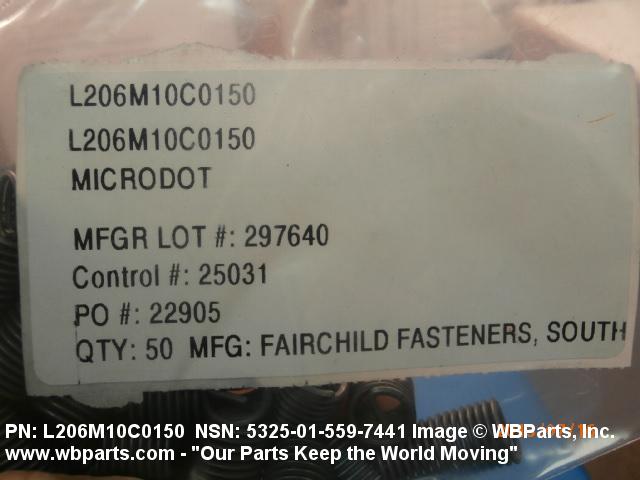 L206M10C0150
L206M10C0150
MICRODOT
MFGR LOT #: 297640
Control #: 25031
PO #: 22905
QTY: 50 MFG: FAIRCHILD FASTENERS, SOUTH
PN: L206M10C0150 NSN: 5325-01-559-7441 Image © WBParts, Inc.
www.wbparts.com - "Our Parts Keep the World Moving"